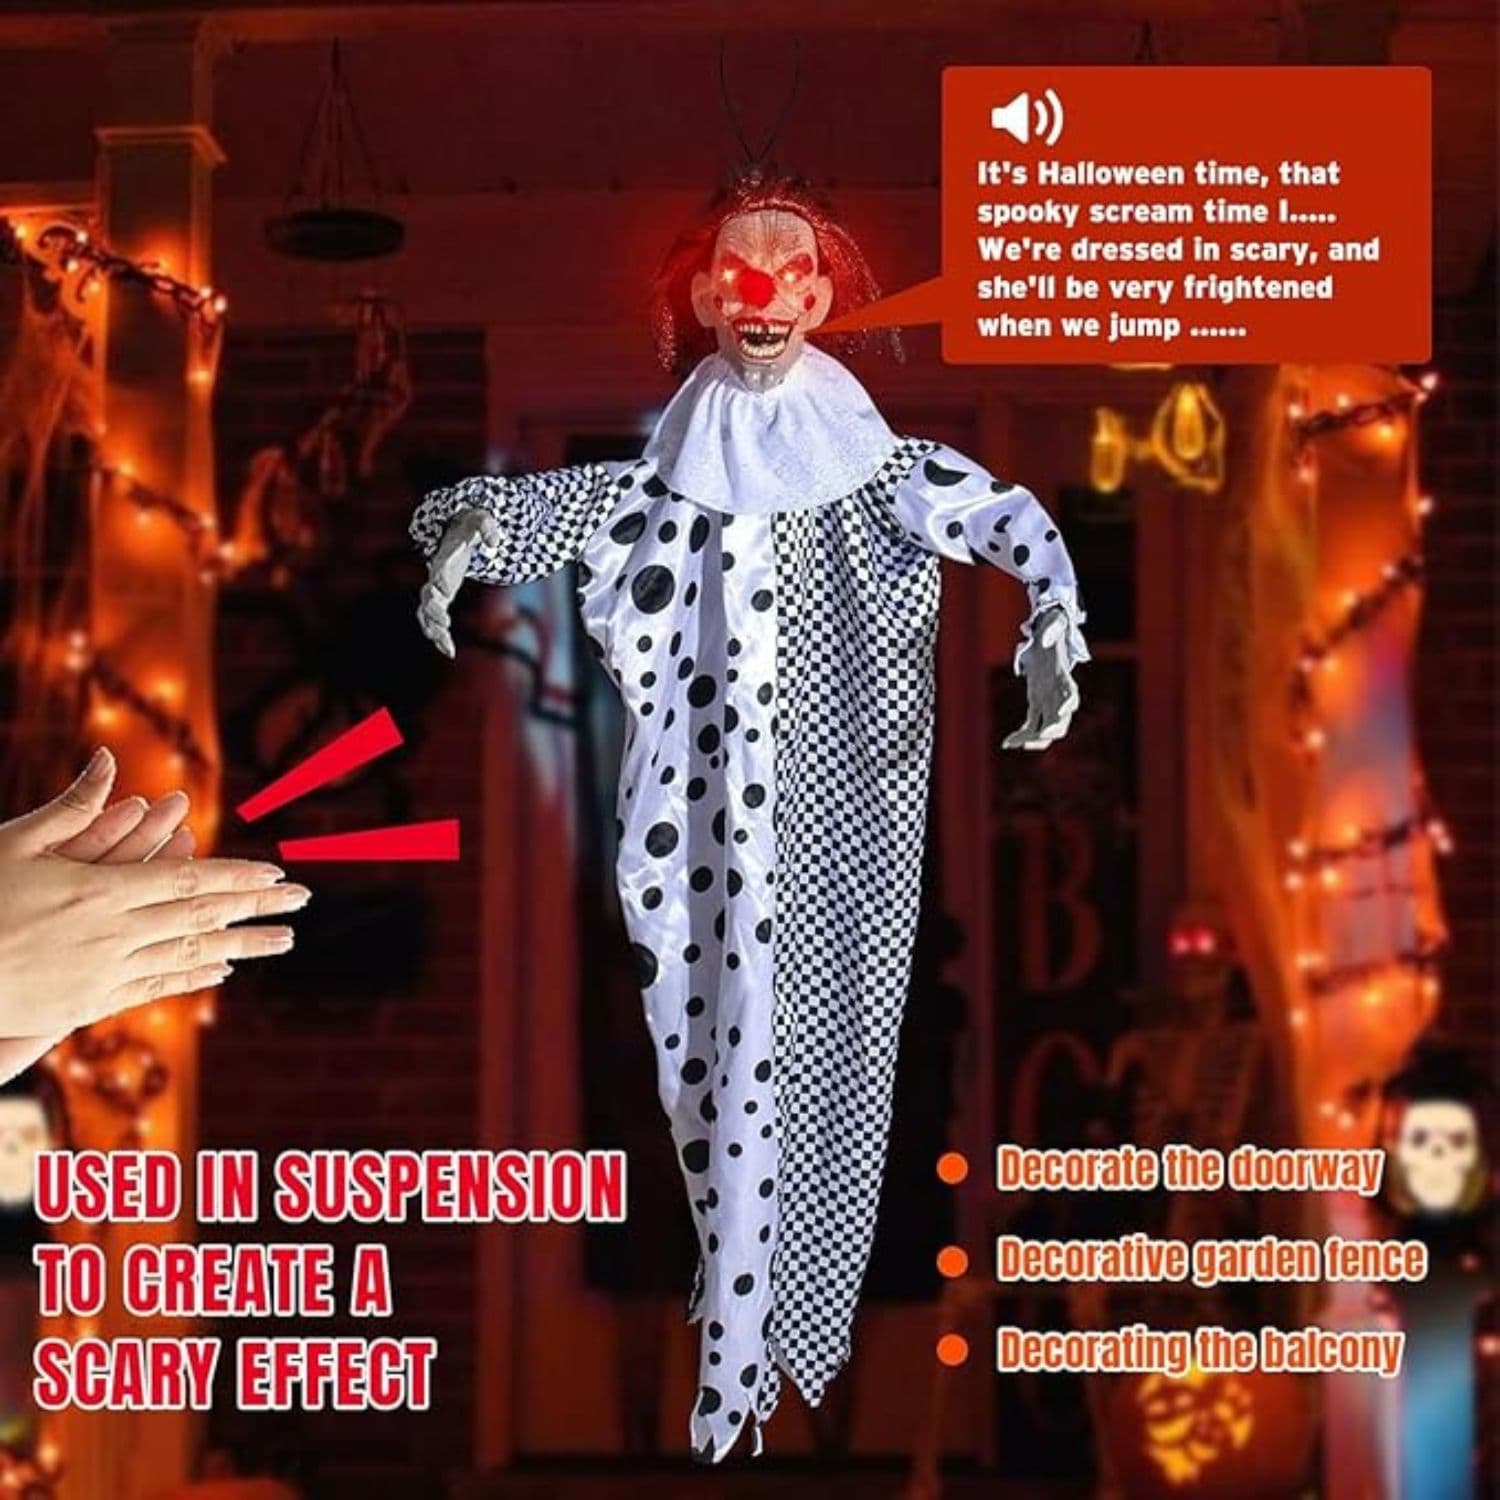 It's Halloween time, that
spooky scream time I.....
We're dressed in scary, and
she'll be very frightened
when we jump ......
USED IN SUSPENSION
TO CREATE A
SCARY EFFECT
Decorate the doorway
Decorative garden fence
Decorating the balcony